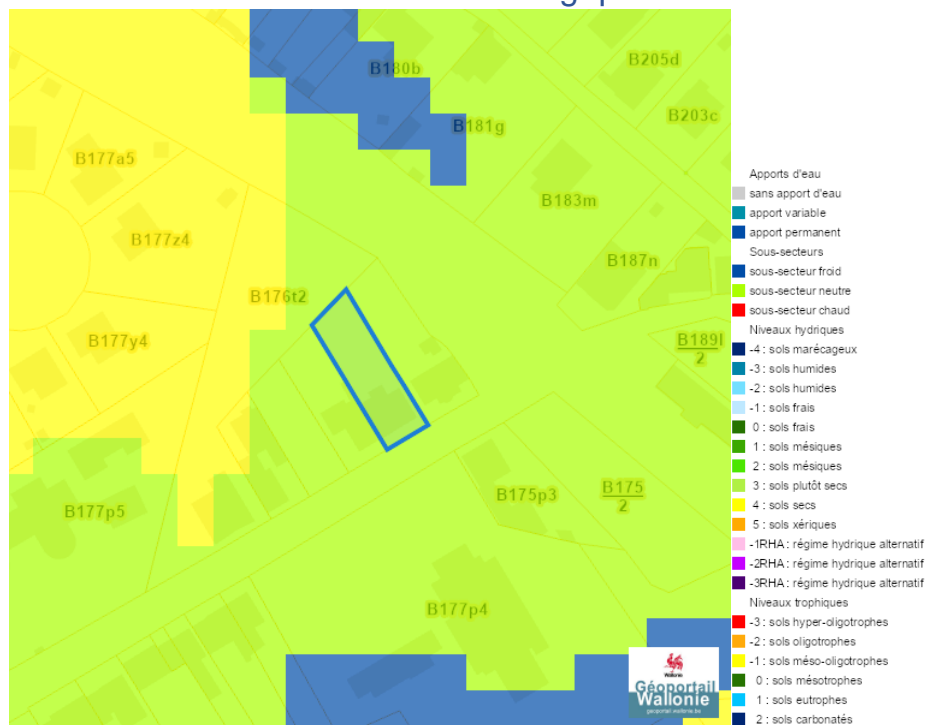 B180b
B205d
B203c
B181g
B177a5
B183m
B177z4
B187n
B176t2
B177y4
B189l
2
B175p3
B175
2
B177p5
B177p4
Wallonie
Géoportail
Wallonie
geoportail.wallonie.be
Apports d'eau
sans apport d'eau
apport variable
apport permanent
Sous-secteurs
sous-secteur froid
sous-secteur neutre
sous-secteur chaud
Niveaux hydriques
-4 : sols marécageux
-3 : sols humides
-2 : sols humides
-1 : sols frais
0 : sols frais
1 : sols mésiques
2 : sols mésiques
3 : sols plutôt secs
4 : sols secs
5 : sols xériques
-1RHA : régime hydrique alternatif
-2RHA : régime hydrique alternatif
-3RHA : régime hydrique alternatif
Niveaux trophiques
-3 : sols hyper-oligotrophes
-2 : sols oligotrophes
-1 : sols méso-oligotrophes
0 : sols mésotrophes
1 : sols eutrophes
2 : sols carbonatés